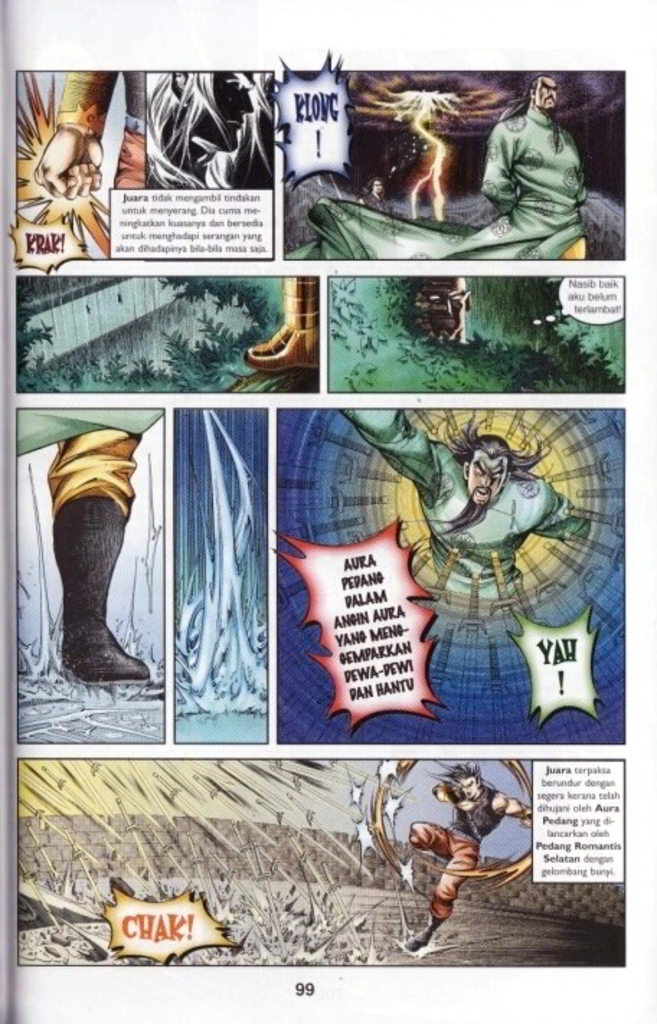 KRAK!
Juara tidak mengambil tindakan
untuk menyerang. Dia cuma me-
ningkatkan kuasanya dan bersedia
untuk menghadapi serangan yang
akan dihadapinya bila-bila masa saja.
KLONG
!
Nasib baik
aku belum
terlambat!
AURA
PEDANG
DALAM
ANGIN AURA
YANG MENG-
GEMPARKAN
DEWA-DEWI
DAN HANTU
YAH
!
Juara terpaksa
berundur dengan
segera kerana telah
dihujani oleh Aura
Pedang yang di-
lancarkan oleh
Pedang Romantis
Selatan dengan
gelombang bunyi.
CHAK!
99